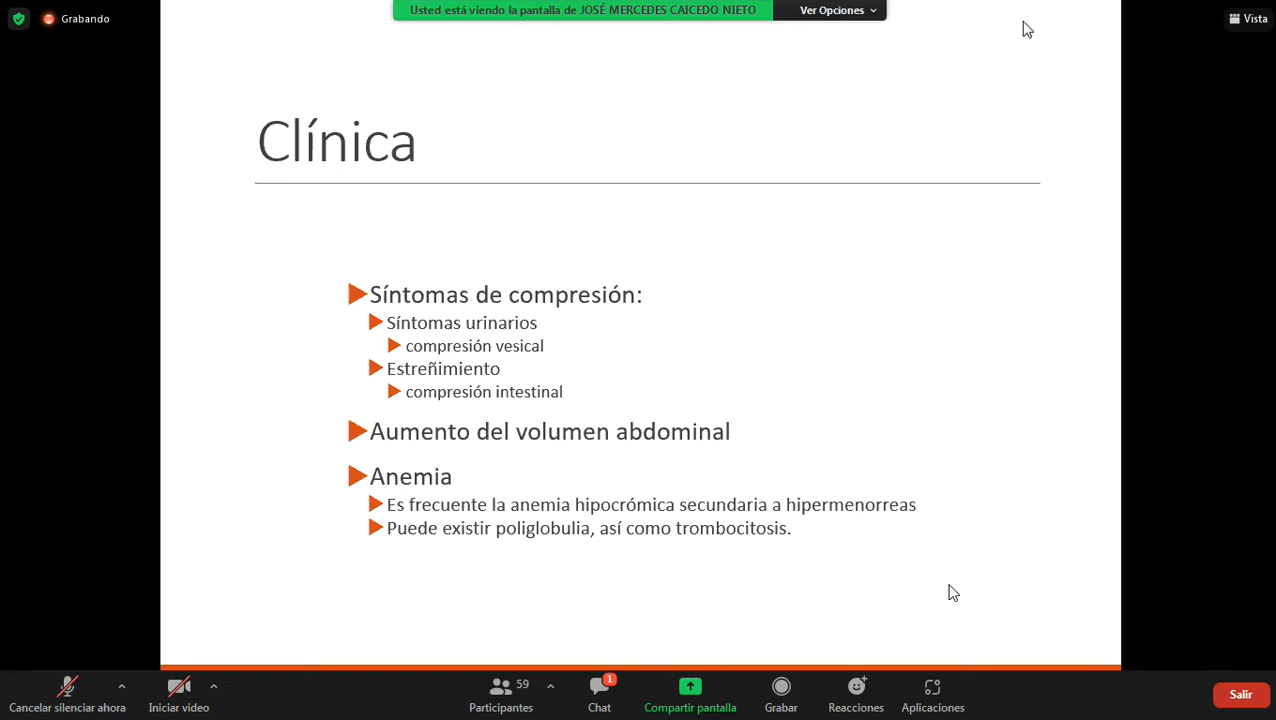 Grabando
Usted está viendo la pantalla de JOSÉ MERCEDES CAICEDO NIETO
Ver Opciones
Vista
Clínica
Síntomas de compresión:
Síntomas urinarios
compresión vesical
Estreñimiento
compresión intestinal
Aumento del volumen abdominal
Anemia
Es frecuente la anemia hipocrómica secundaria a hipermenorreas
Puede existir poliglobulia, así como trombocitosis.
Cancelar silenciar ahora
Iniciar video
59
Participantes
1
Chat
Compartir pantalla
Grabar
Reacciones
Aplicaciones
Salir